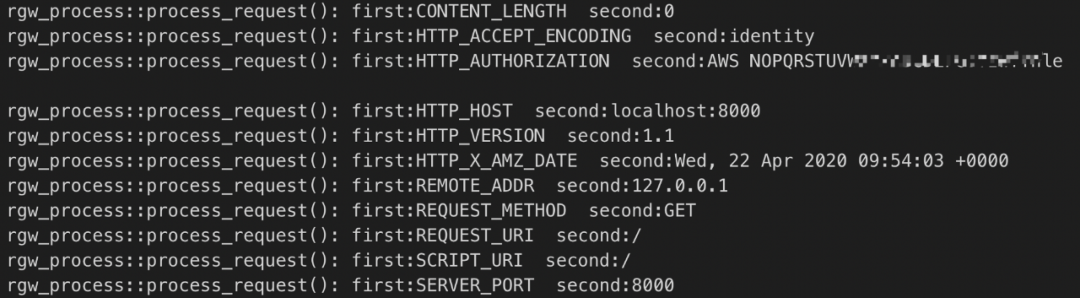 rgw_process::process_request(): first:CONTENT_LENGTH second:0
rgw_process::process_request(): first:HTTP_ACCEPT_ENCODING second:identity
rgw_process::process_request(): first:HTTP_AUTHORIZATION second:AWS
rgw_process::process_request(): first:HTTP_HOST second:localhost:8000
rgw_process::process_request(): first:HTTP_VERSION second:1.1
rgw_process::process_request(): first:HTTP_X_AMZ_DATE second:Wed, 22 Apr 2020 09:54:03 +0000
rgw_process::process_request(): first:REMOTE_ADDR second:127.0.0.1
rgw_process::process_request(): first:REQUEST_METHOD second:GET
rgw_process::process_request(): first:REQUEST_URI second:/
rgw_process::process_request(): first:SCRIPT_URI second:/
rgw_process::process_request(): first:SERVER_PORT second:8000